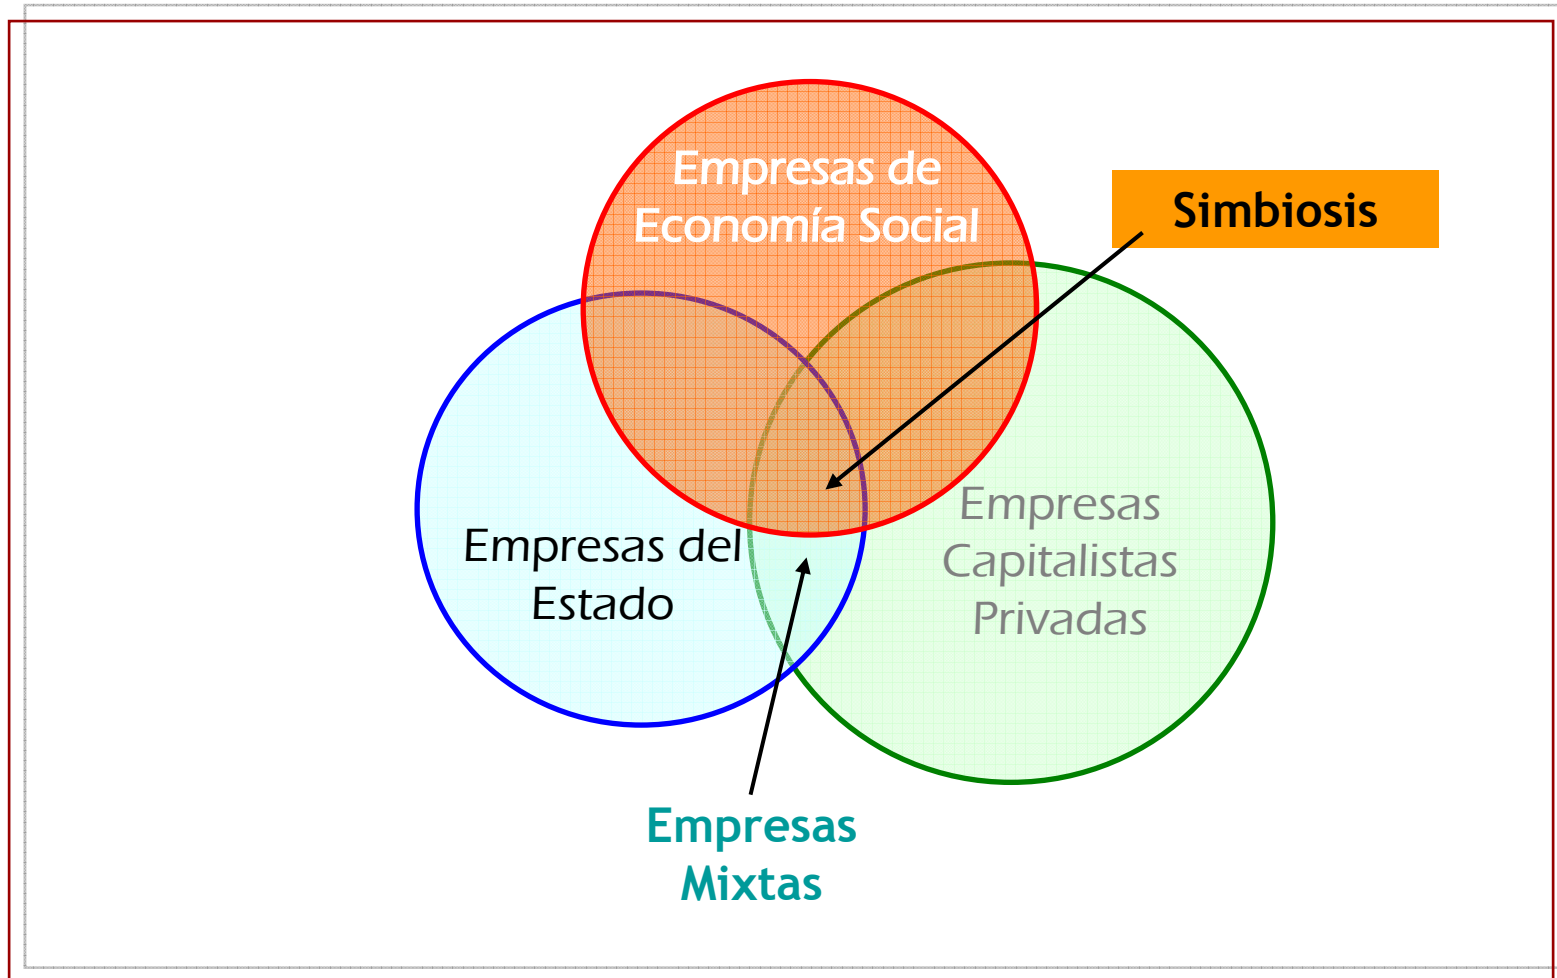 Empresas de
Economía Social
Simbiosis
Empresas del
Estado
Empresas
Capitalistas
Privadas
Empresas
Mixtas